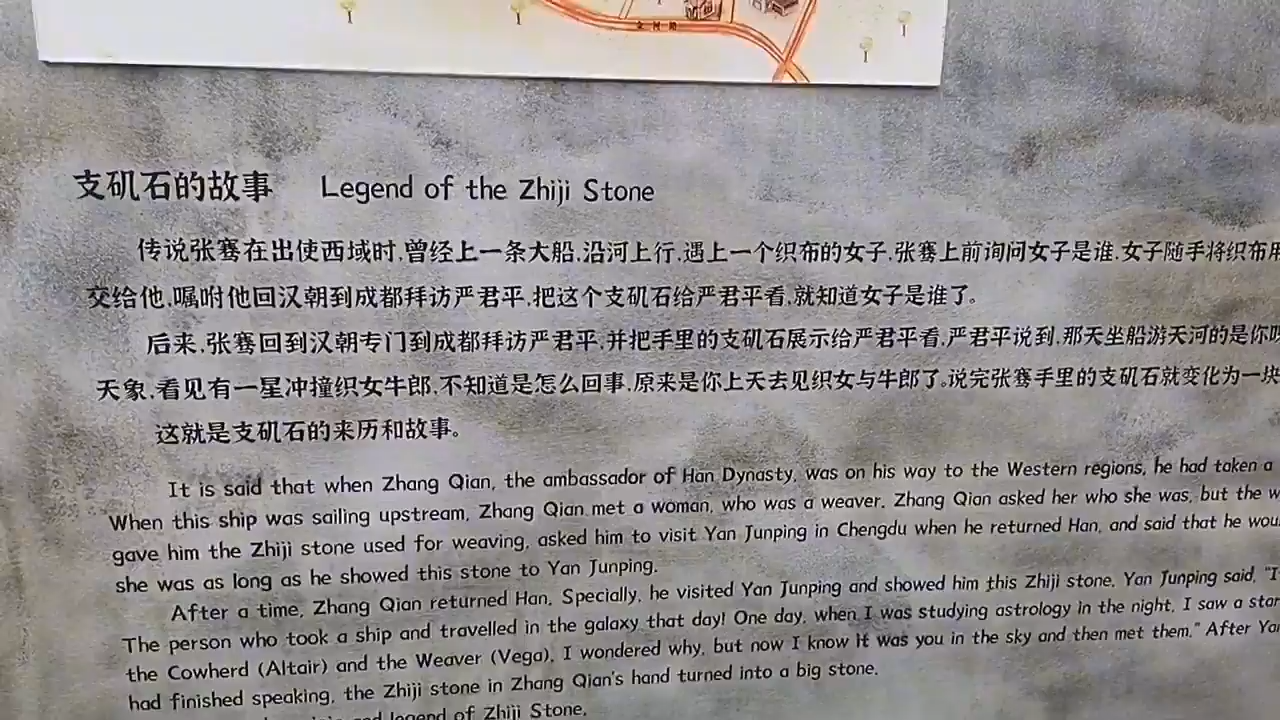 金河路
支矶石的故事 Legend of the Zhiji Stone
传说张骞在出使西域时,曾经上一条大船,沿河上行,遇上一个织布的女子,张骞上前询问女子是谁,女子随手将织布用
交给他,嘱咐他回汉朝到成都拜访严君平,把这个支矶石给严君平看,就知道女子是谁了。
后来,张骞回到汉朝专门到成都拜访严君平,并把手里的支矶石展示给严君平看,严君平说到,那天坐船游天河的是你
天象,看见有一星冲撞织女牛郎,不知道是怎么回事,原来是你上天去见织女与牛郎了。说完张骞手里的支矶石就变化为一块
这就是支矶石的来历和故事。
It is said that when Zhang Qian, the ambassador of Han Dynasty, was on his way to the Western regions, he had taken a
When this ship was sailing upstream, Zhang Qian met a woman, who was a weaver. Zhang Qian asked her who she was, but the
gave him the Zhiji stone used for weaving, asked him to visit Yan Junping in Chengdu when he returned Han, and said that he
she was as long as he showed this stone to Yan Junping.
After a time, Zhang Qian returned Han. Specially, he visited Yan Junping and showed him this Zhiji stone. Yan Junping said, "I
The person who took a ship and travelled in the galaxy that day! One day, when I was studying astrology in the night, I saw a star
the Cowherd (Altair) and the Weaver (Vega), I wondered why, but now I know it was you in the sky and then met them." After
had finished speaking, the Zhiji stone in Zhang Qian's hand turned into a big stone.
and legend of Zhiji Stone.